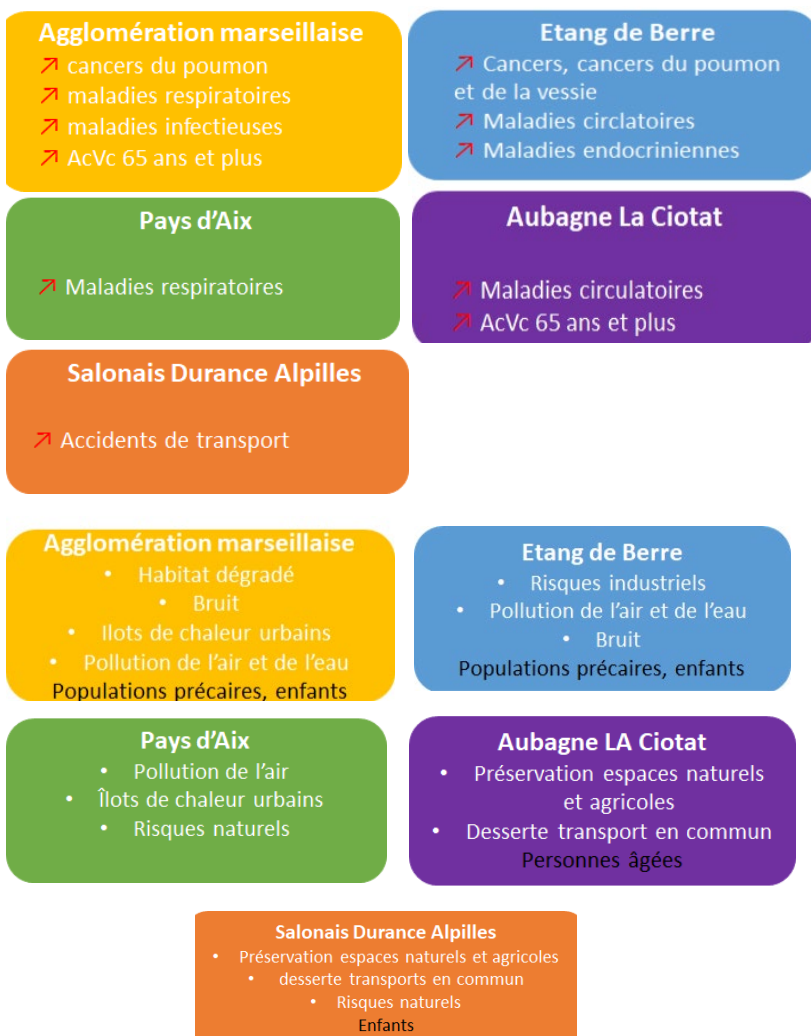 Agglomération marseillaise
↗ cancers du poumon
↗ maladies respiratoires
↗ maladies infectieuses
↗ AcVc 65 ans et plus
Etang de Berre
↗ Cancers, cancers du poumon
et de la vessie
↗ Maladies circlatoires
↗ Maladies endocriniennes
Pays d'Aix
↗ Maladies respiratoires
Aubagne La Ciotat
↗ Maladies circulatoires
↗ AcVc 65 ans et plus
Salonais Durance Alpilles
↗ Accidents de transport
Agglomération marseillaise
• Habitat dégradé
• Bruit
• Ilots de chaleur urbains
• Pollution de l'air et de l'eau
Populations précaires, enfants
Etang de Berre
• Risques industriels
• Pollution de l'air et de l'eau
• Bruit
Populations précaires, enfants
Pays d'Aix
• Pollution de l'air
• Îlots de chaleur urbains
• Risques naturels
Aubagne LA Ciotat
• Préservation espaces naturels
et agricoles
• Desserte transport en commun
Personnes âgées
Salonais Durance Alpilles
• Préservation espaces naturels et agricoles
• desserte transports en commun
• Risques naturels
Enfants